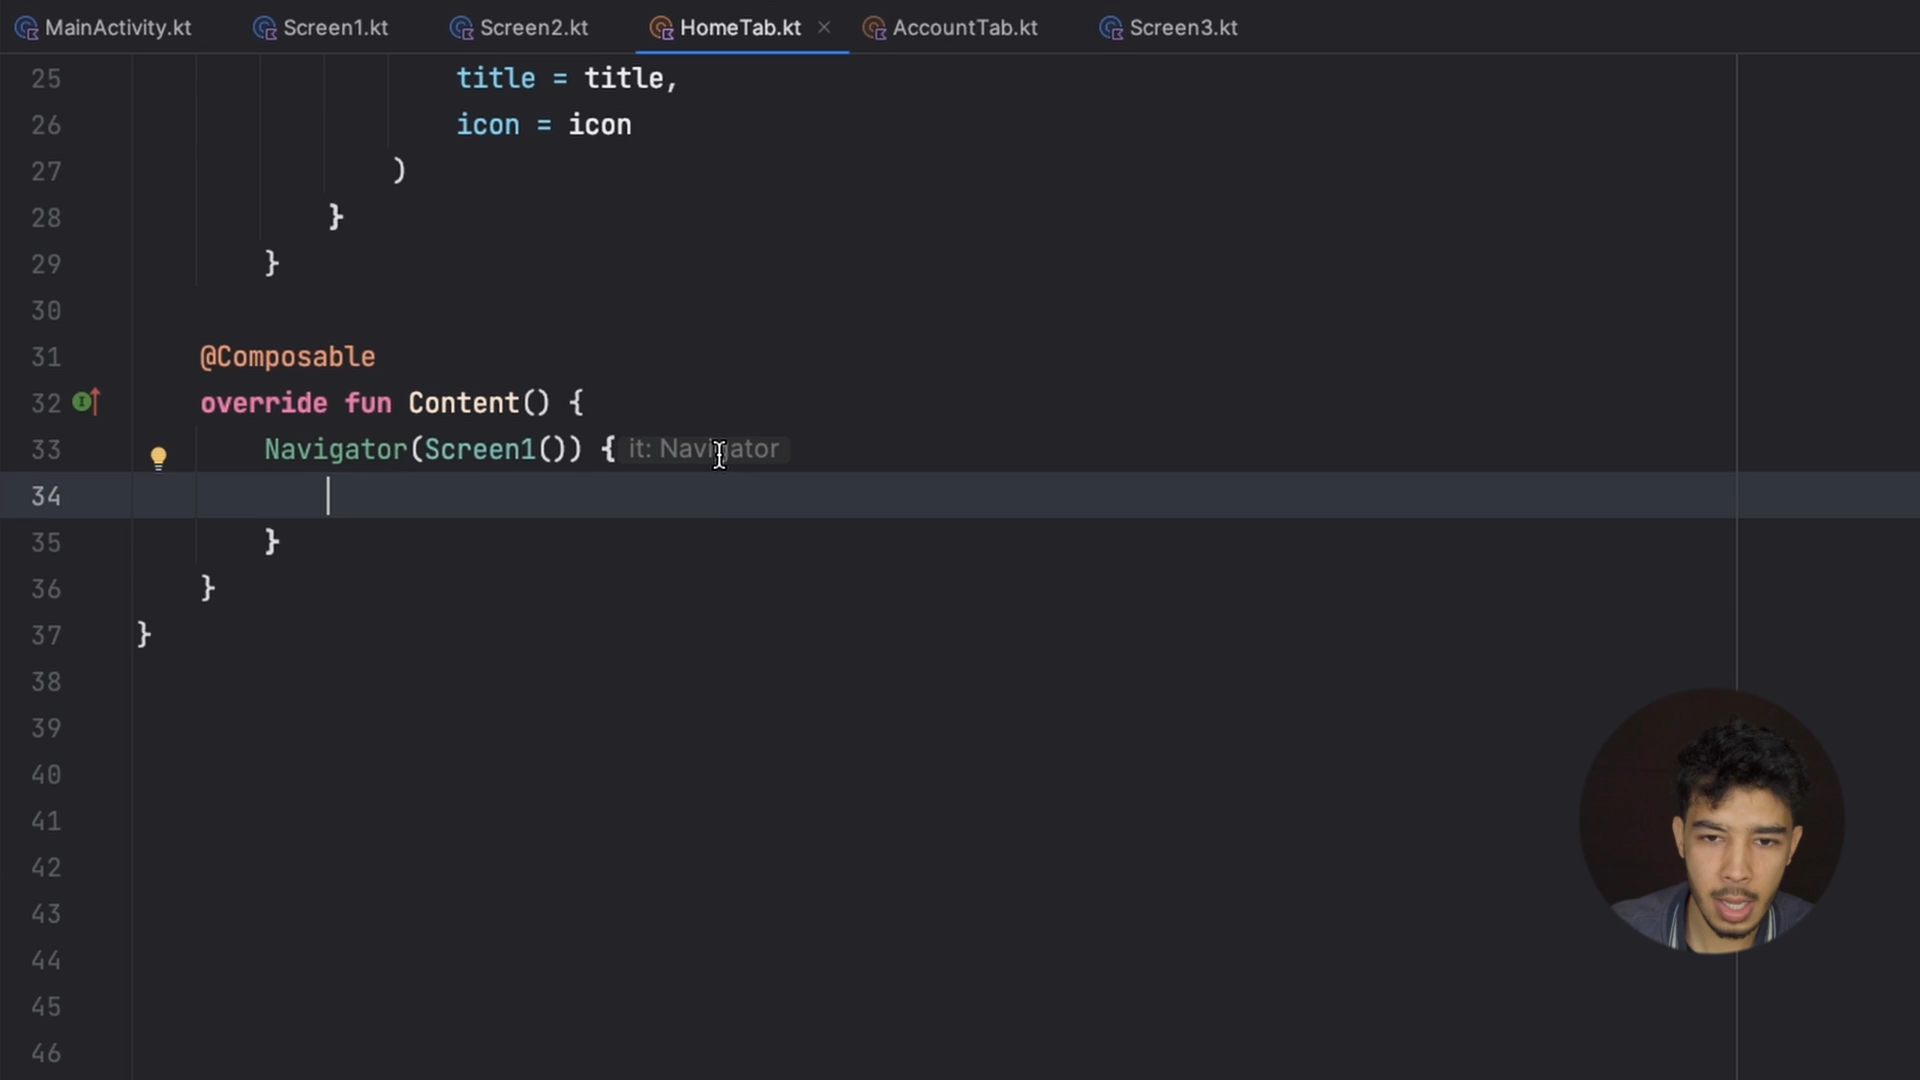 MainActivity.kt Screen1.kt Screen2.kt HomeTab.kt AccountTab.kt Screen3.kt
25 title = title,
26 icon = icon
27 )
28 }
29 }
30
31 @Composable
32 override fun Content() {
33 Navigator(Screen1()) { it: Navigator
34
35 }
36 }
37 }
38
39
40
41
42
43
44
45
46